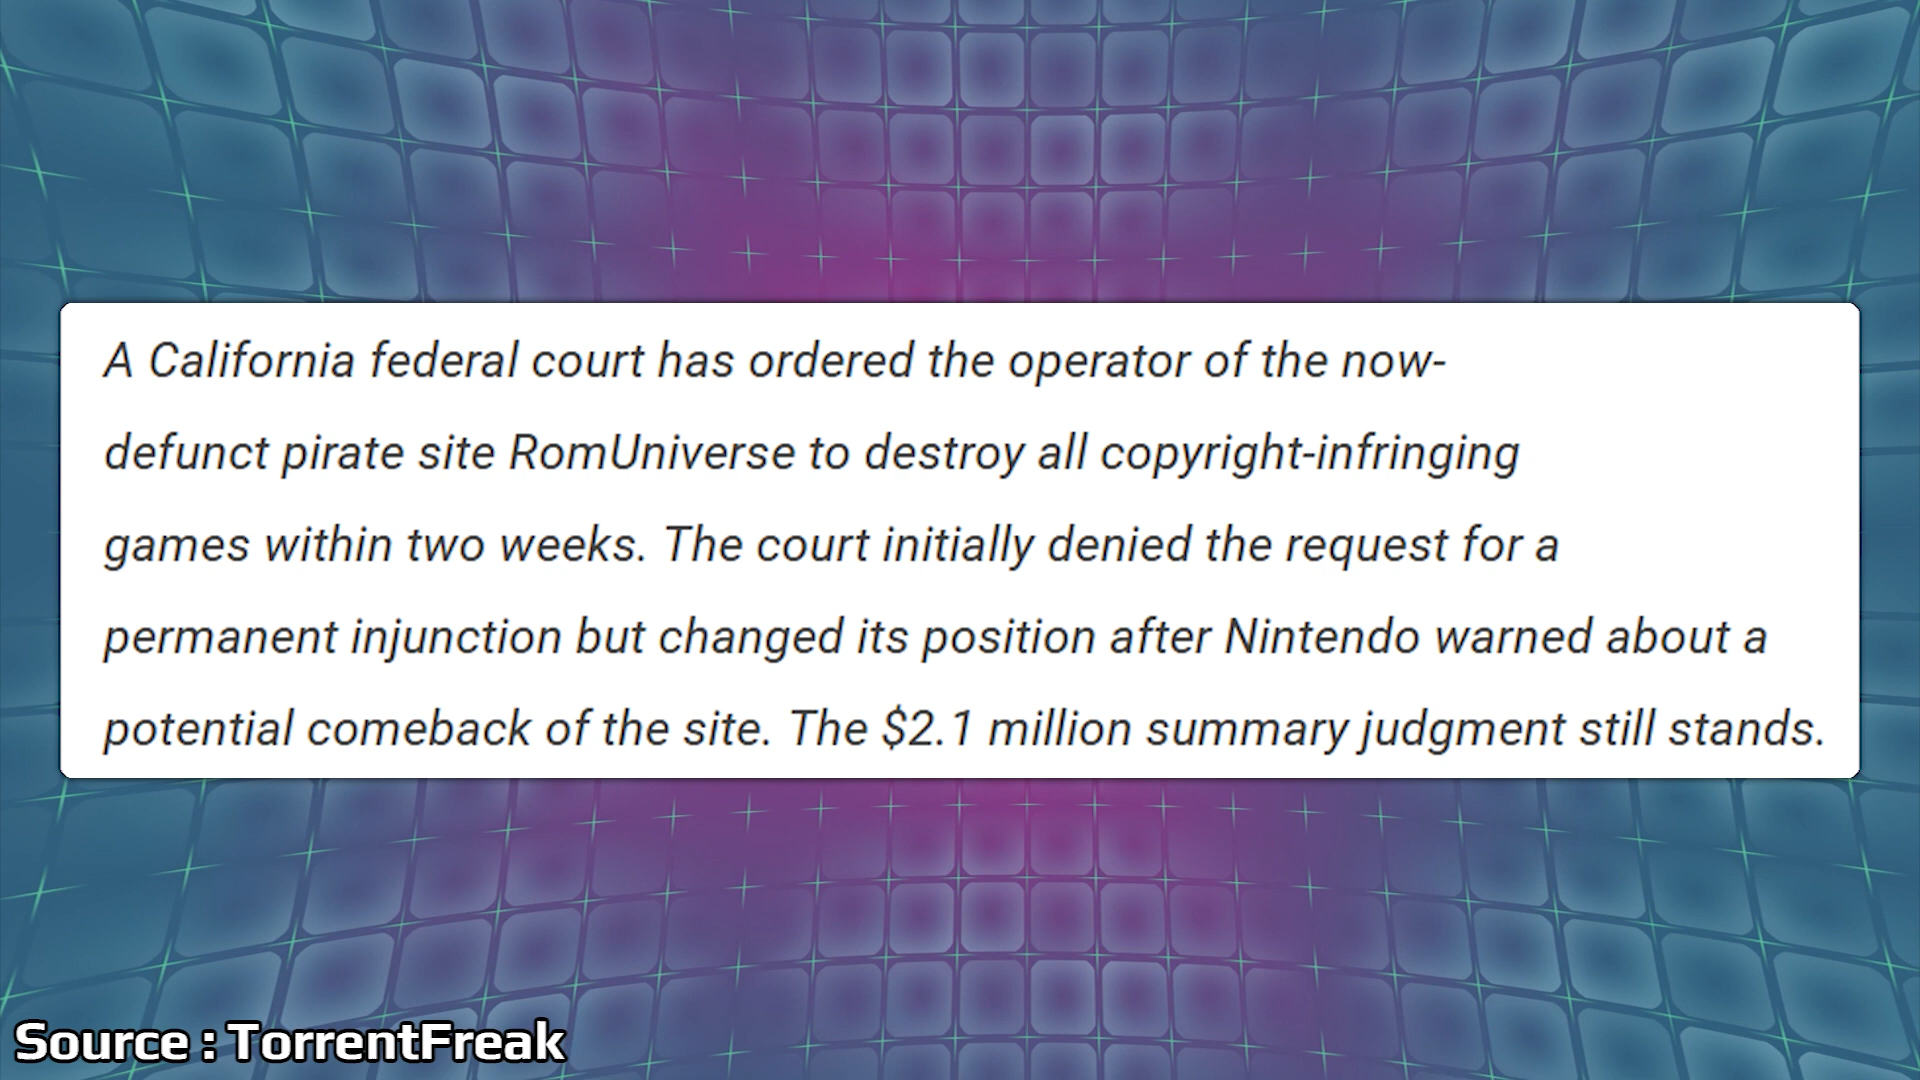 A California federal court has ordered the operator of the now-
defunct pirate site RomUniverse to destroy all copyright-infringing
games within two weeks. The court initially denied the request for a
permanent injunction but changed its position after Nintendo warned about a
potential comeback of the site. The $2.1 million summary judgment still stands.
Source : TorrentFreak